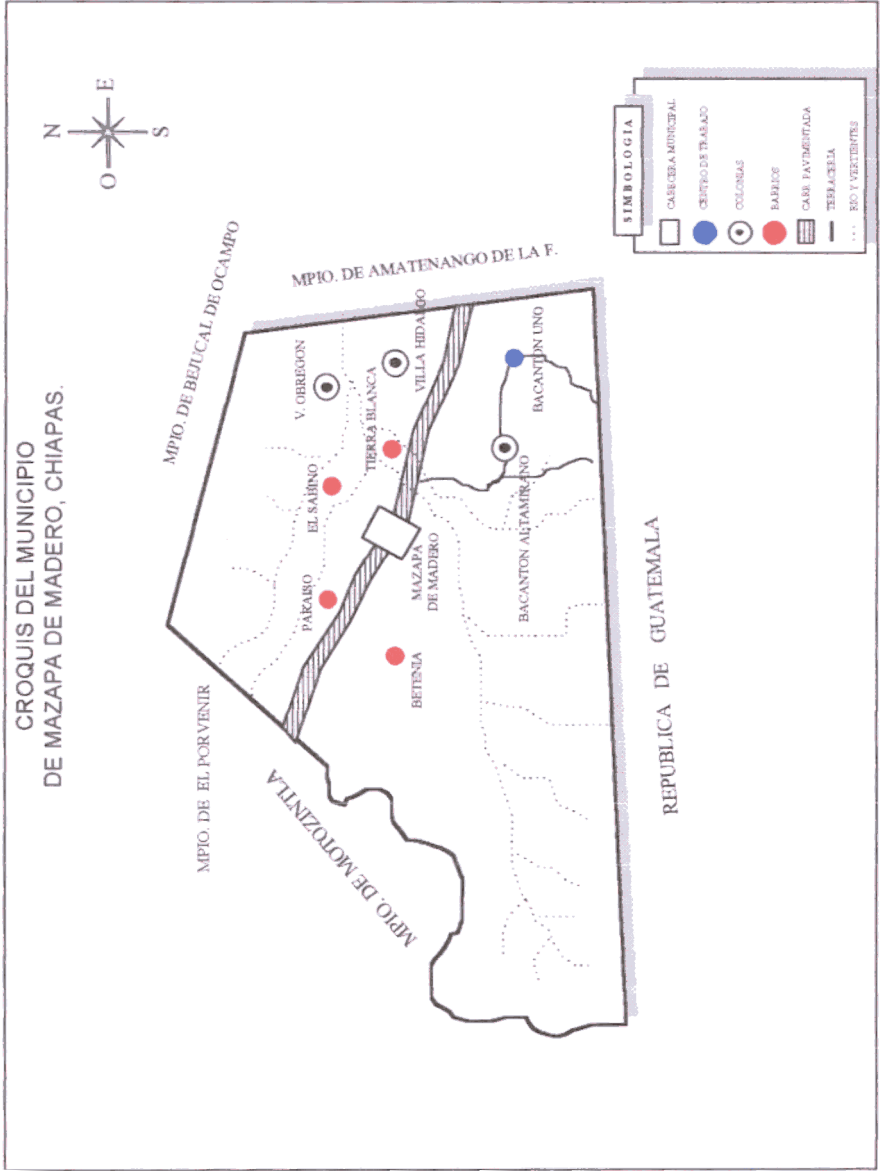 CROQUIS DEL MUNICIPIO
DE MAZAPA DE MADERO, CHIAPAS.
N
O
E
S
MPIO. DE BEJUCAL DE OCAMPO
MPIO. DE EL PORVENIR
MPIO. DE AMATENANGO DE LA F.
MPIO. DE MOTOZINTLA
V. OBREGON
VILLA HIDALGO
TIERRA BLANCA
EL SABINO
PARAISO
MAZAPA
DE MADERO
BETENIA
BACANTON UNO
BACANTON ALTAMIRANO
REPUBLICA DE GUATEMALA
SIMBOLOGIA
CABECERA MUNICIPAL
CENTRO DE TRABAJO
COLONIAS
BARRIOS
CARR. PAVIMENTADA
TERRACERIA
RIO Y VERTIENTES